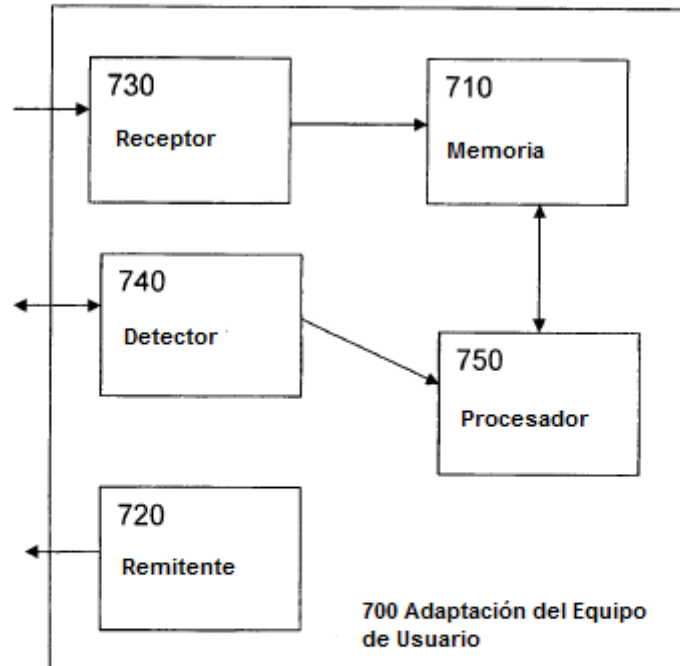 730
Receptor
710
Memoria
740
Detector
750
Procesador
720
Remitente
700 Adaptación del Equipo
de Usuario